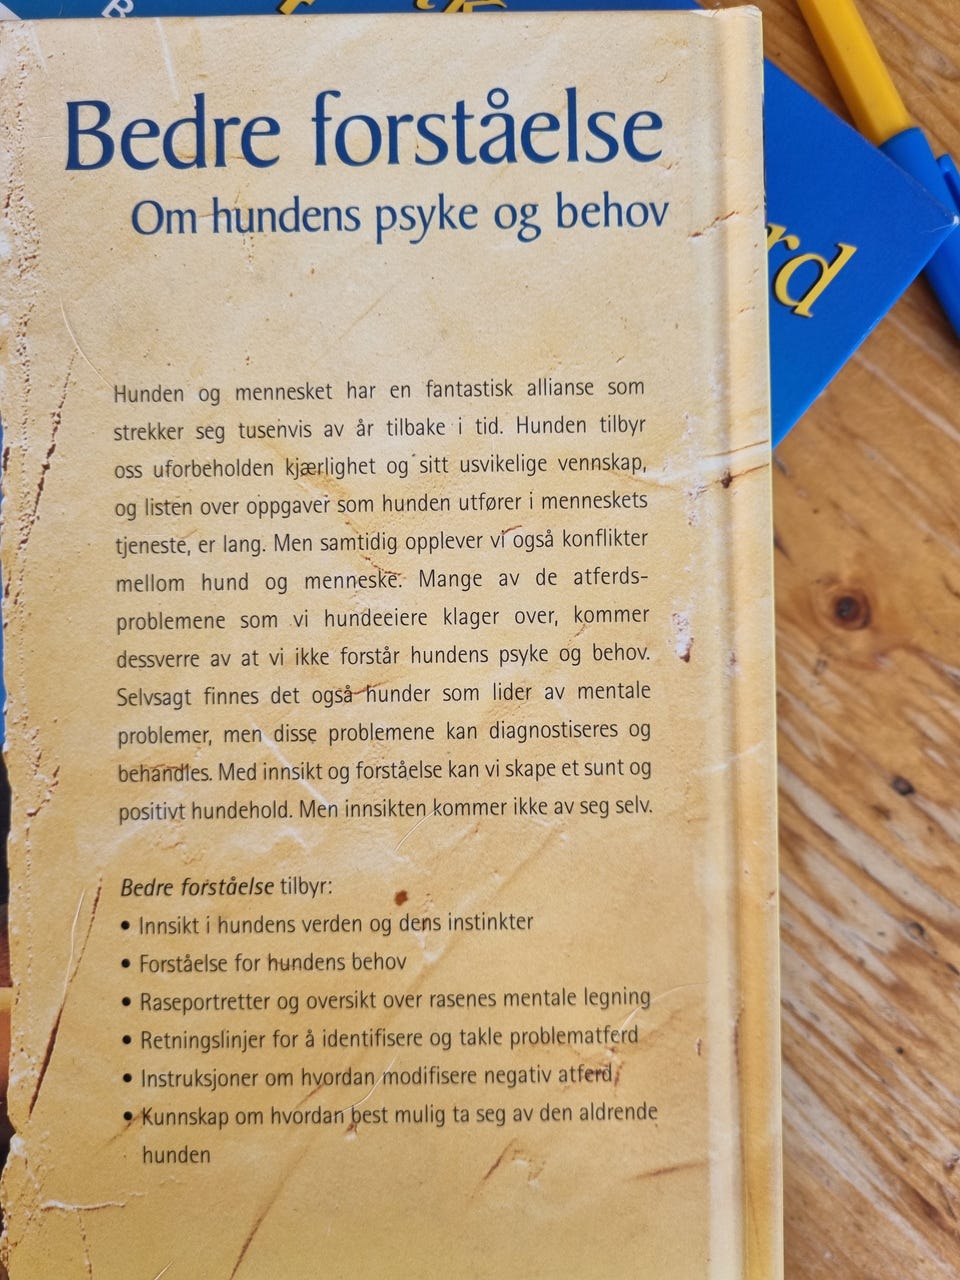 B
Bedre forståelse
Om hundens psyke og behov
rd
Hunden og mennesket har en fantastisk allianse som
strekker seg tusenvis av år tilbake i tid. Hunden tilbyr
oss uforbeholden kjærlighet og sitt usvikelige vennskap,
og listen over oppgaver som hunden utfører i menneskets
tjeneste, er lang. Men samtidig opplever vi også konflikter
mellom hund og menneske. Mange av de atferds-
problemene som vi hundeeiere klager over, kommer
dessverre av at vi ikke forstår hundens psyke og behov.
Selvsagt finnes det også hunder som lider av mentale
problemer, men disse problemene kan diagnostiseres og
behandles. Med innsikt og forståelse kan vi skape et sunt og
positivt hundehold. Men innsikten kommer ikke av seg selv.
Bedre forståelse tilbyr:
• Innsikt i hundens verden og dens instinkter
• Forståelse for hundens behov
• Raseportretter og oversikt over rasenes mentale legning
• Retningslinjer for å identifisere og takle problematferd
• Instruksjoner om hvordan modifisere negativ atferd
• Kunnskap om hvordan best mulig ta seg av den aldrende
hunden